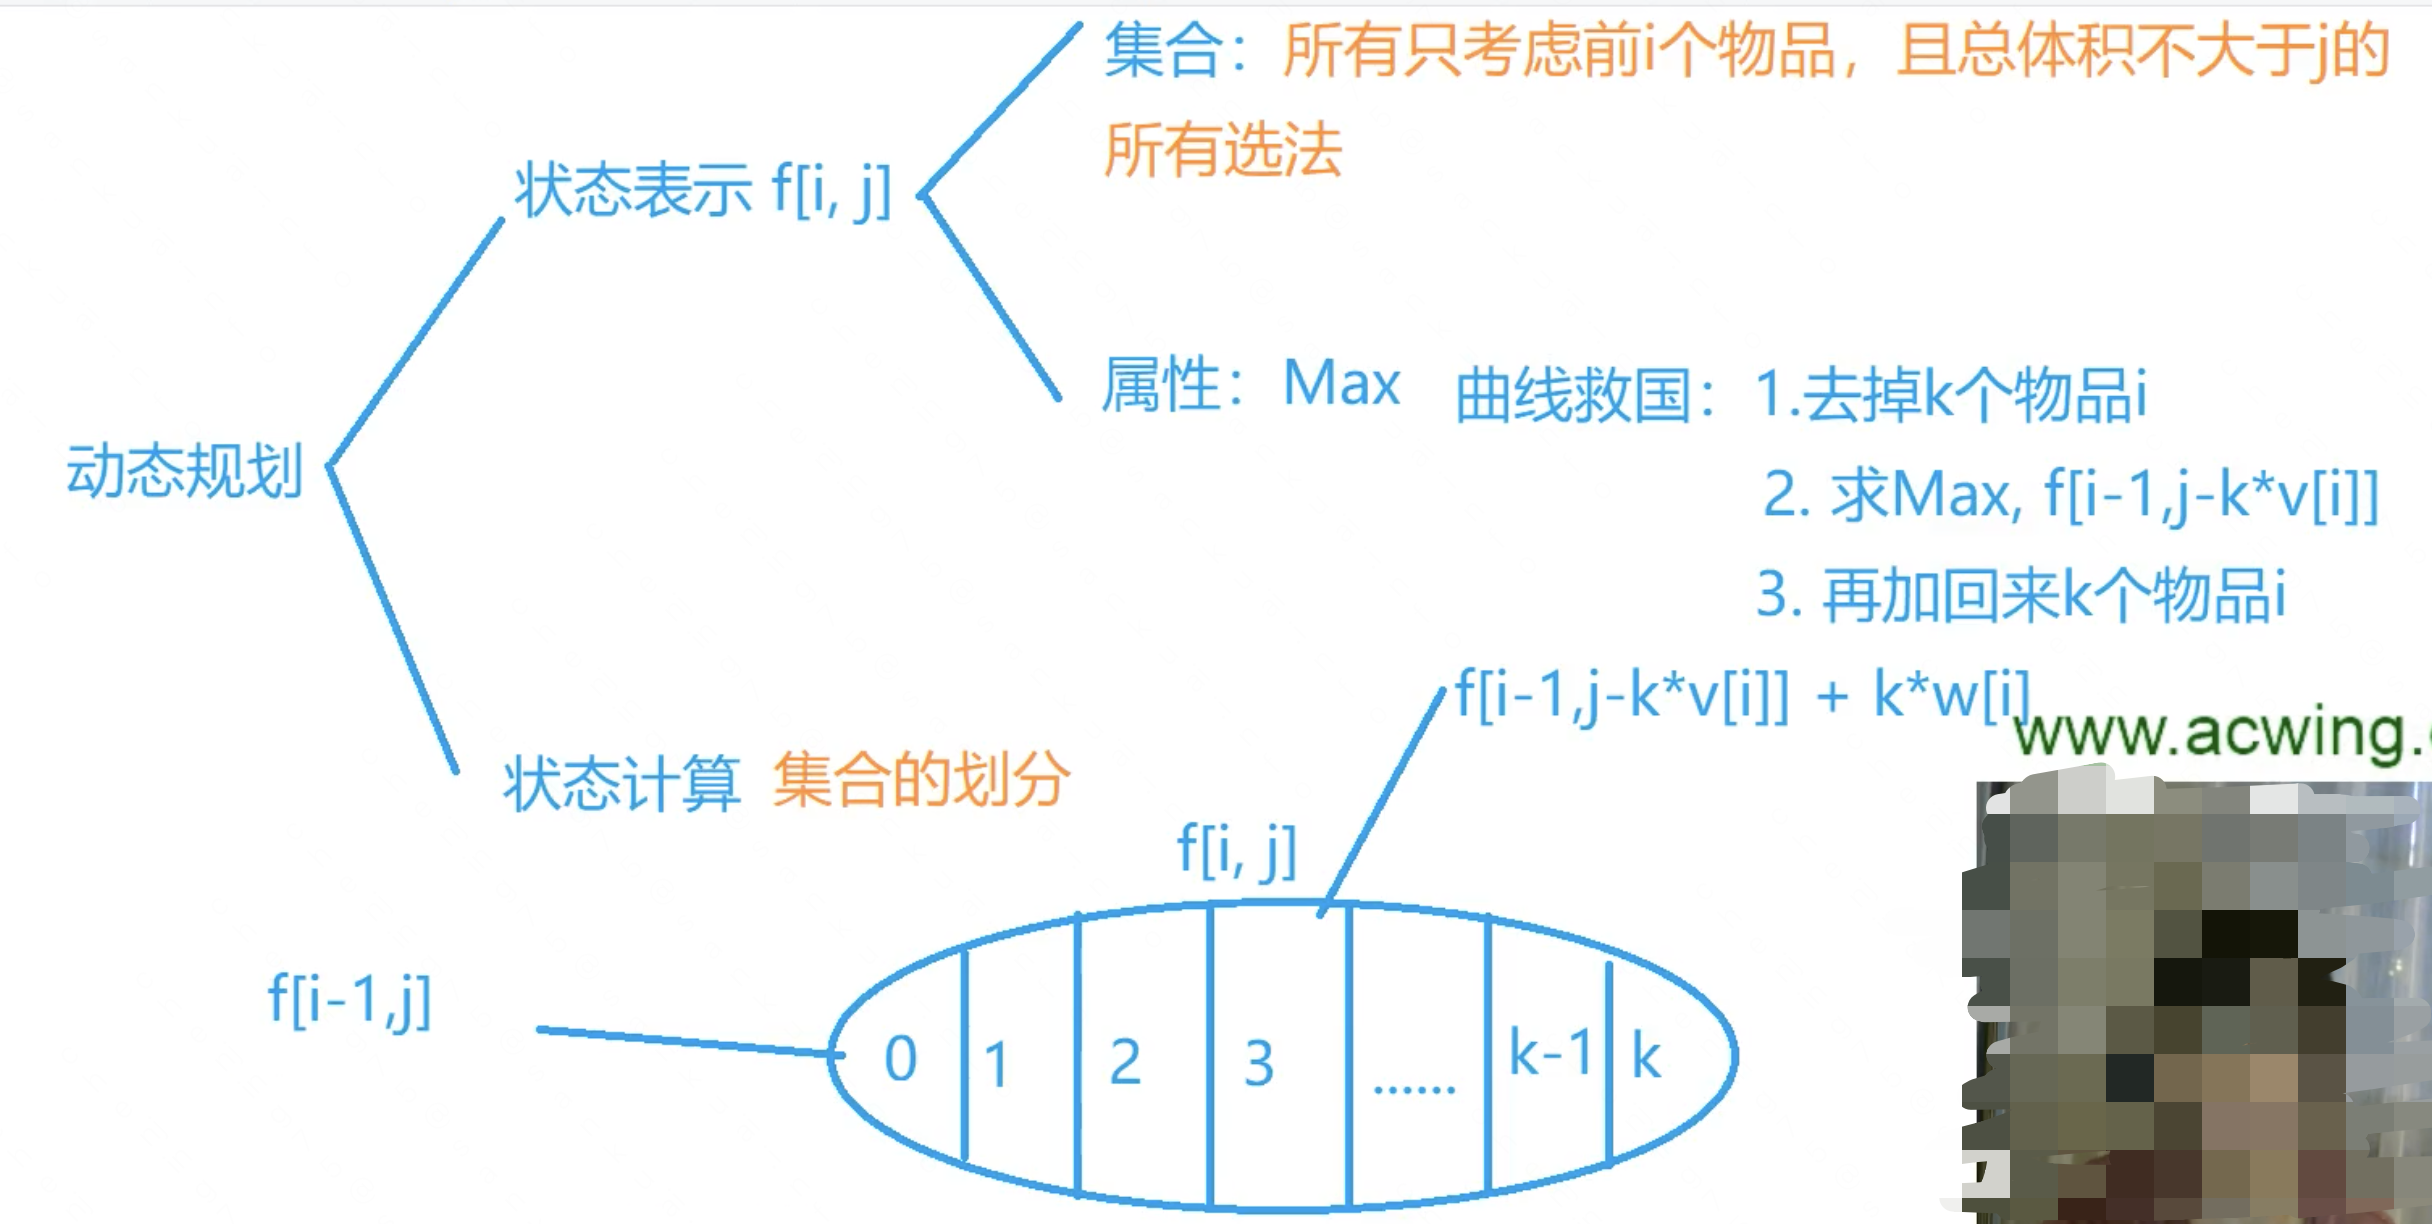 集合：所有只考虑前i个物品，且总体积不大于j的
所有选法
状态表示 f[i, j]
属性：Max
曲线救国：1.去掉k个物品i
动态规划
2. 求Max, f[i-1,j-k*v[i]]
3. 再加回来k个物品i
f[i-1,j-k*v[i]] + k*w[i]
www.acwing.
状态计算 集合的划分
f[i, j]
f[i-1,j]
0 1 2 3 ...... k-1 k